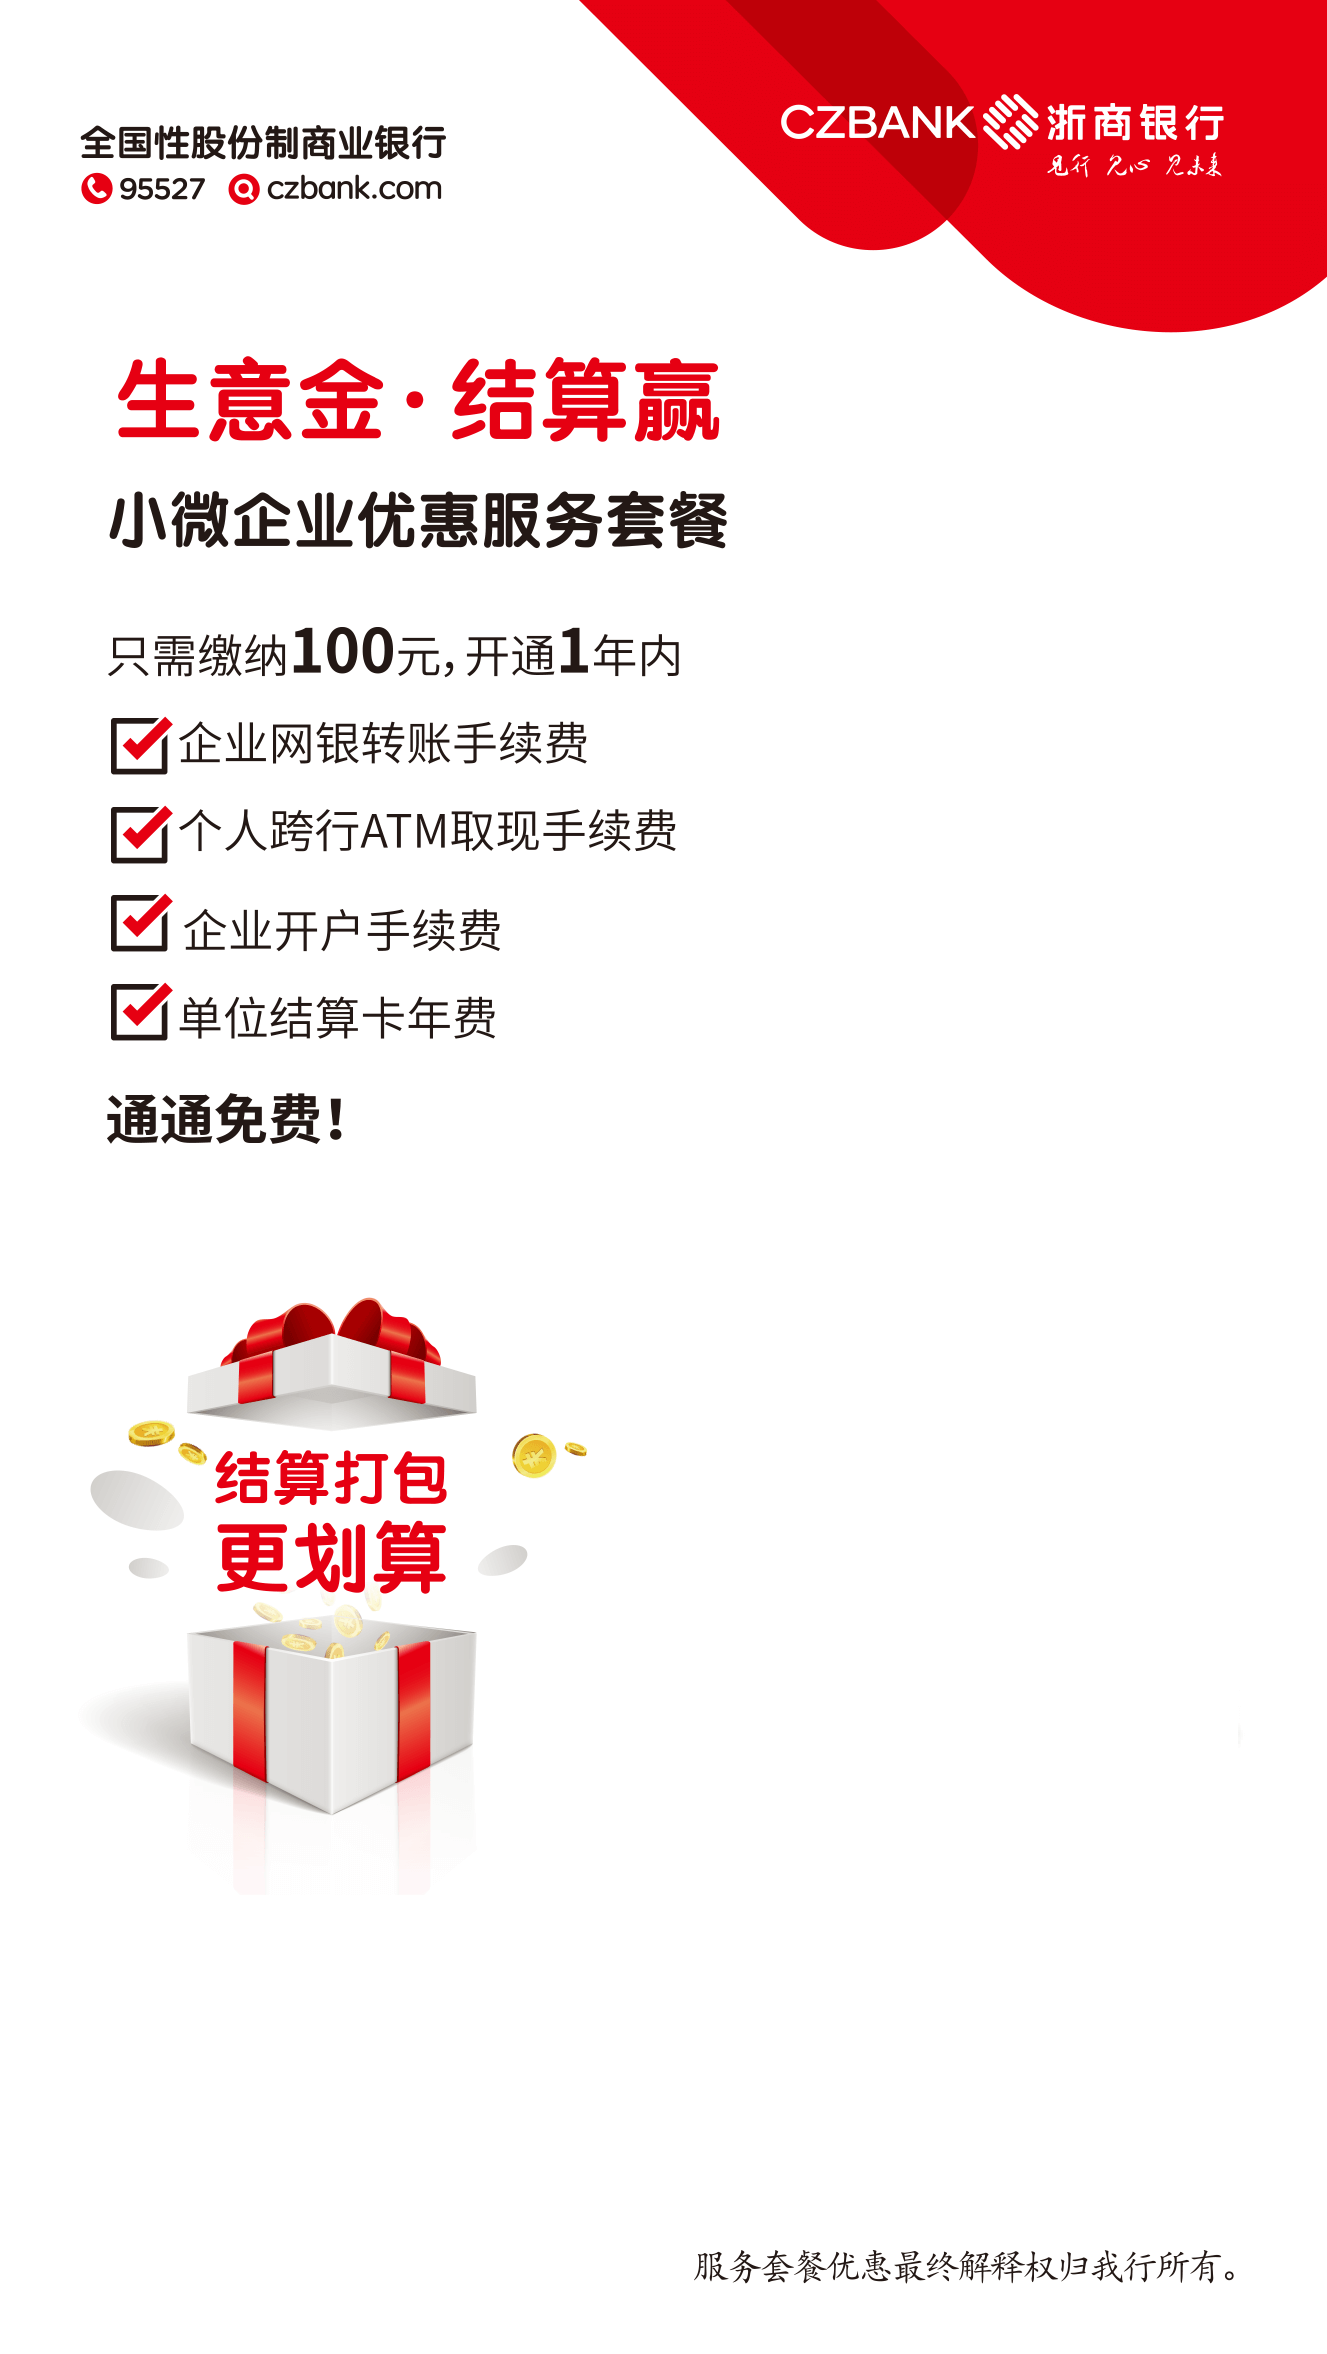 全国性股份制商业银行
95527 czbank.com
CZBANK 浙商银行
见行 见心 见未来
生意金·结算赢
小微企业优惠服务套餐
只需缴纳100元,开通1年内
企业网银转账手续费
个人跨行ATM取现手续费
企业开户手续费
单位结算卡年费
通通免费!
结算打包
更划算
服务套餐优惠最终解释权归我行所有。